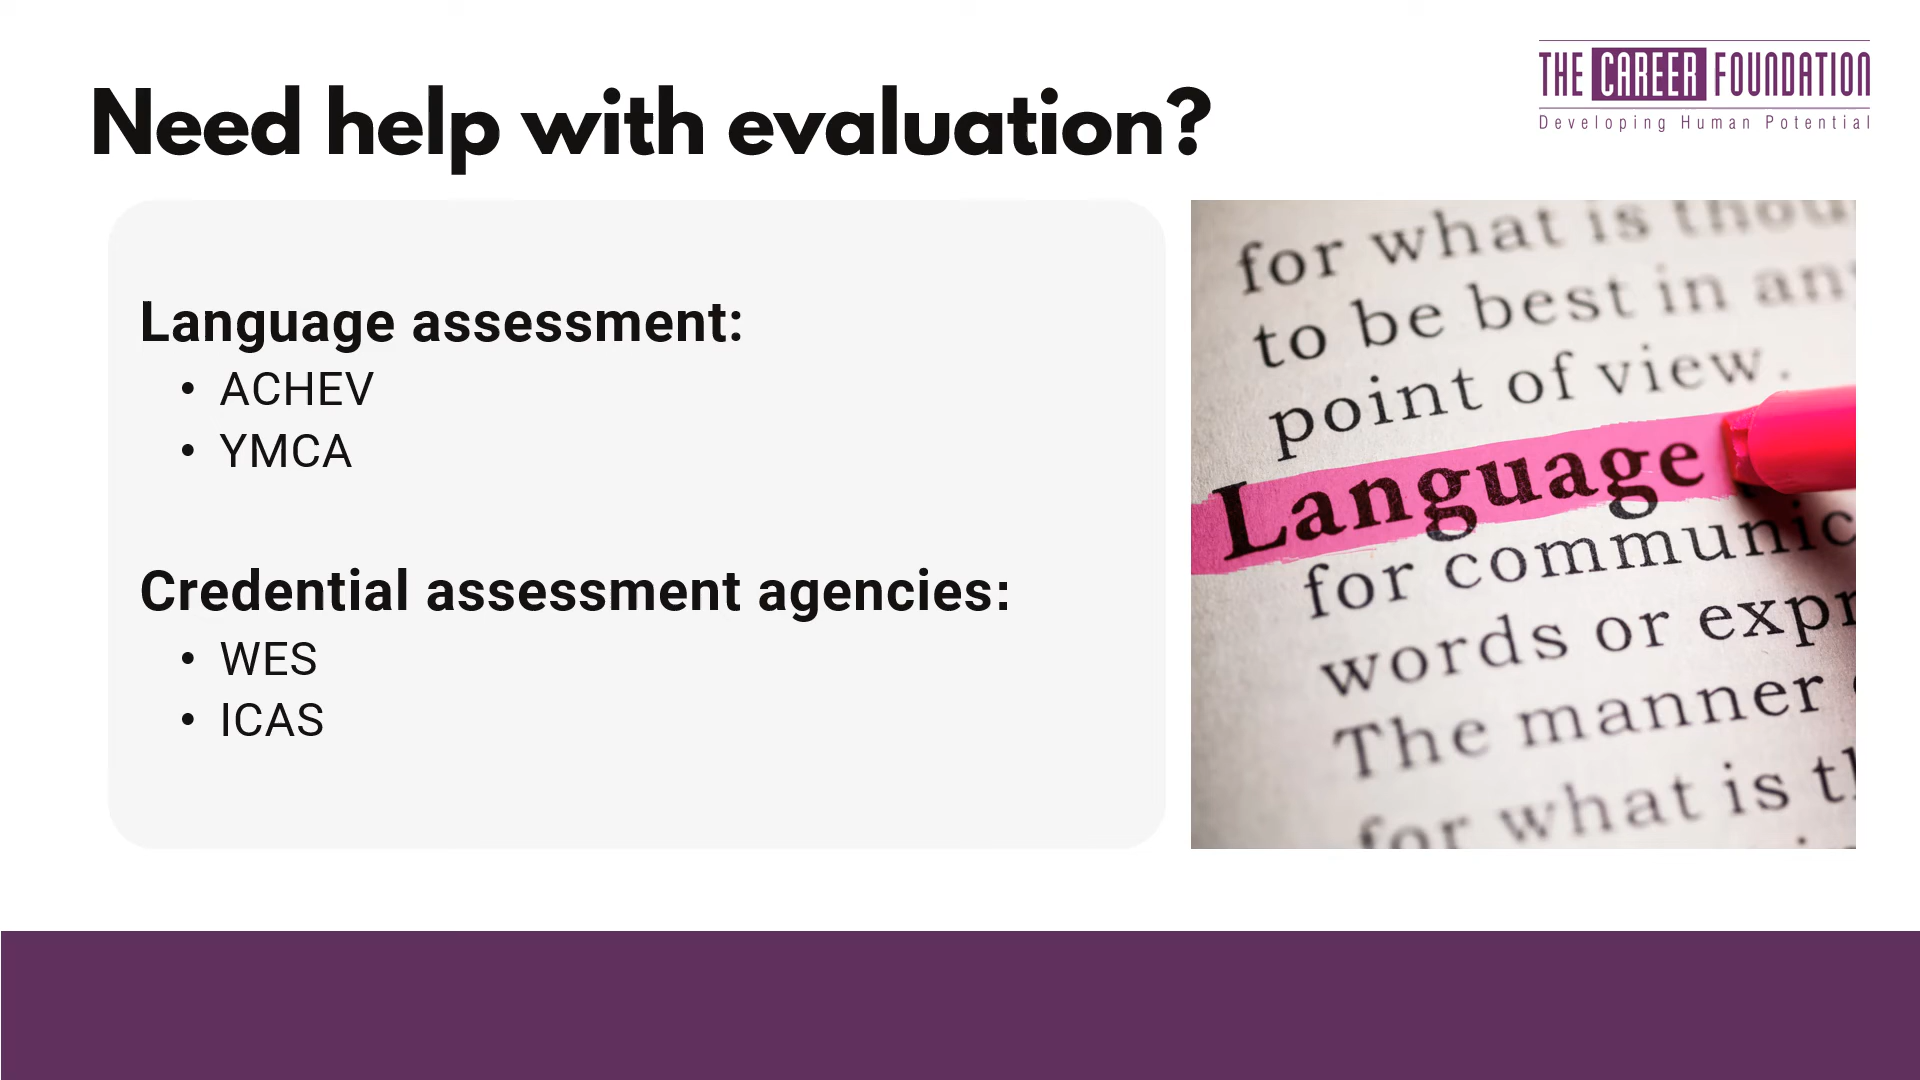 THE CAREER FOUNDATION
Developing Human Potential
Need help with evaluation?
Language assessment:
• ACHEV
• YMCA
Credential assessment agencies:
• WES
• ICAS
for what is thou
to be best in any
point of view.
Language
for communic
words or expr
The manner
for what is th